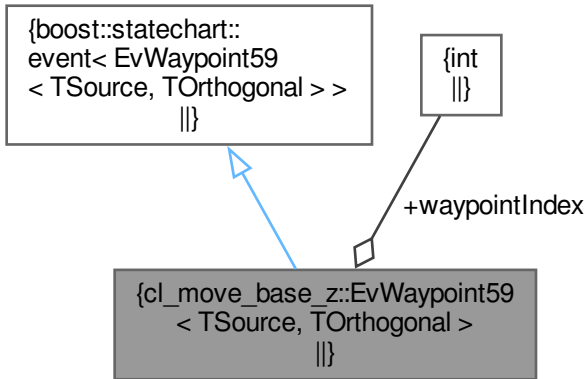 {boost::statechart::
event< EvWaypoint59
< TSource, TOrthogonal > >
||}
{int
||}
+waypointIndex
{cl_move_base_z::EvWaypoint59
< TSource, TOrthogonal >
||}